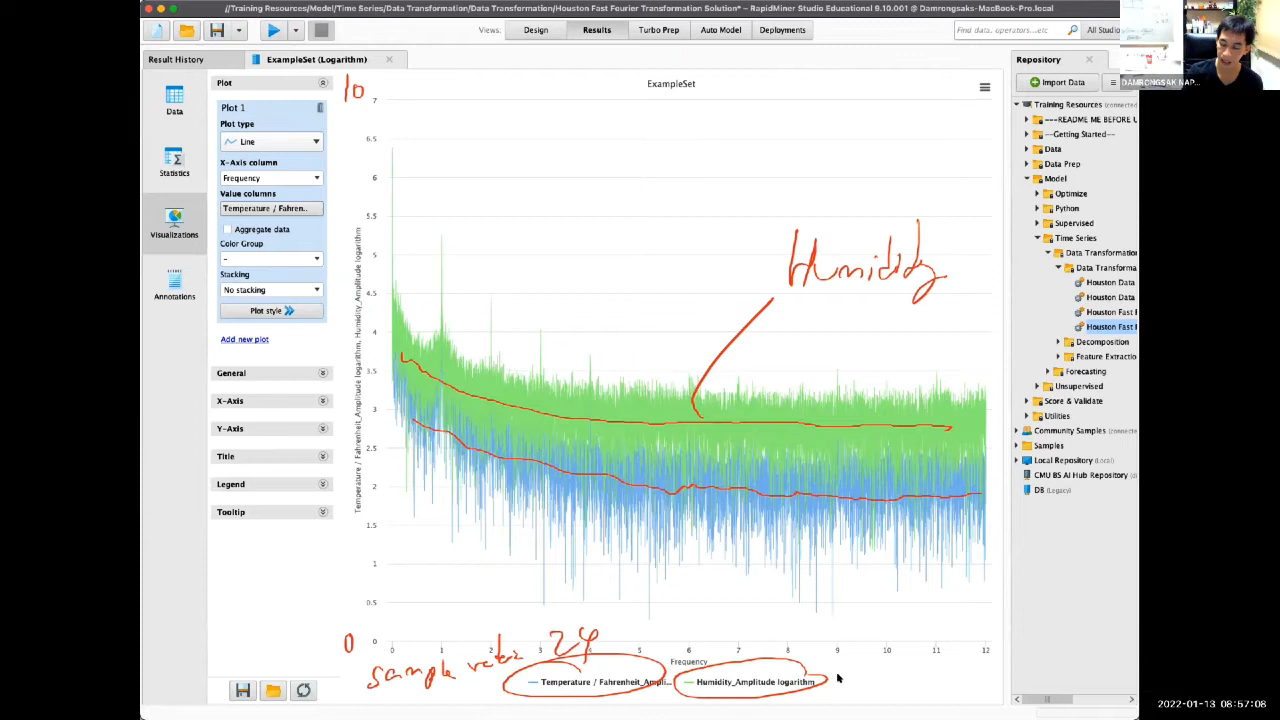 //Training Resources/Model/Time Series/Data Transformation/Data Transformation/Houston Fast Fourier Transformation Solution* – RapidMiner Studio Educational 9.10.001 @ Damrongsaks-MacBook-Pro.local
Views:
Design
Results
Turbo Prep
Auto Model
Deployments
Find data, operators...etc
All Studio
DAMRONGSAK NAP...
Result History
ExampleSet (Logarithm)
Repository
Data
Statistics
Visualizations
Annotations
Plot
Plot 1
Plot type
Line
X-Axis column
Frequency
Value columns
Temperature / Fahren..
Aggregate data
Color Group
-
Stacking
No stacking
Plot style
Add new plot
General
X-Axis
Y-Axis
Title
Legend
Tooltip
ExampleSet
10
7
6.5
6
5.5
5
4.5
4
3.5
3
2.5
2
1.5
1
0.5
0
0
Temperature / Fahrenheit_Amplitude logarithm, Humidity_Amplitude logarithm
Humididy
0 1 2 3 4 5 6 7 8 9 10 11 12
Frequency
sample rate: 24
Temperature / Fahrenheit_Ampli...
Humidity_Amplitude logarithm
Import Data
Training Resources (connected
---README ME BEFORE U
--Getting Started--
Data
Data Prep
Model
Optimize
Python
Supervised
Time Series
Data Transformation
Data Transforma
Houston Data
Houston Data
Houston Fast F
Houston Fast F
Decomposition
Feature Extractio
Forecasting
Unsupervised
Score & Validate
Utilities
Community Samples (connecte
Samples
Local Repository (Local)
CMU BS AI Hub Repository (d
DB (Legacy)
2022-01-13 08:57:08